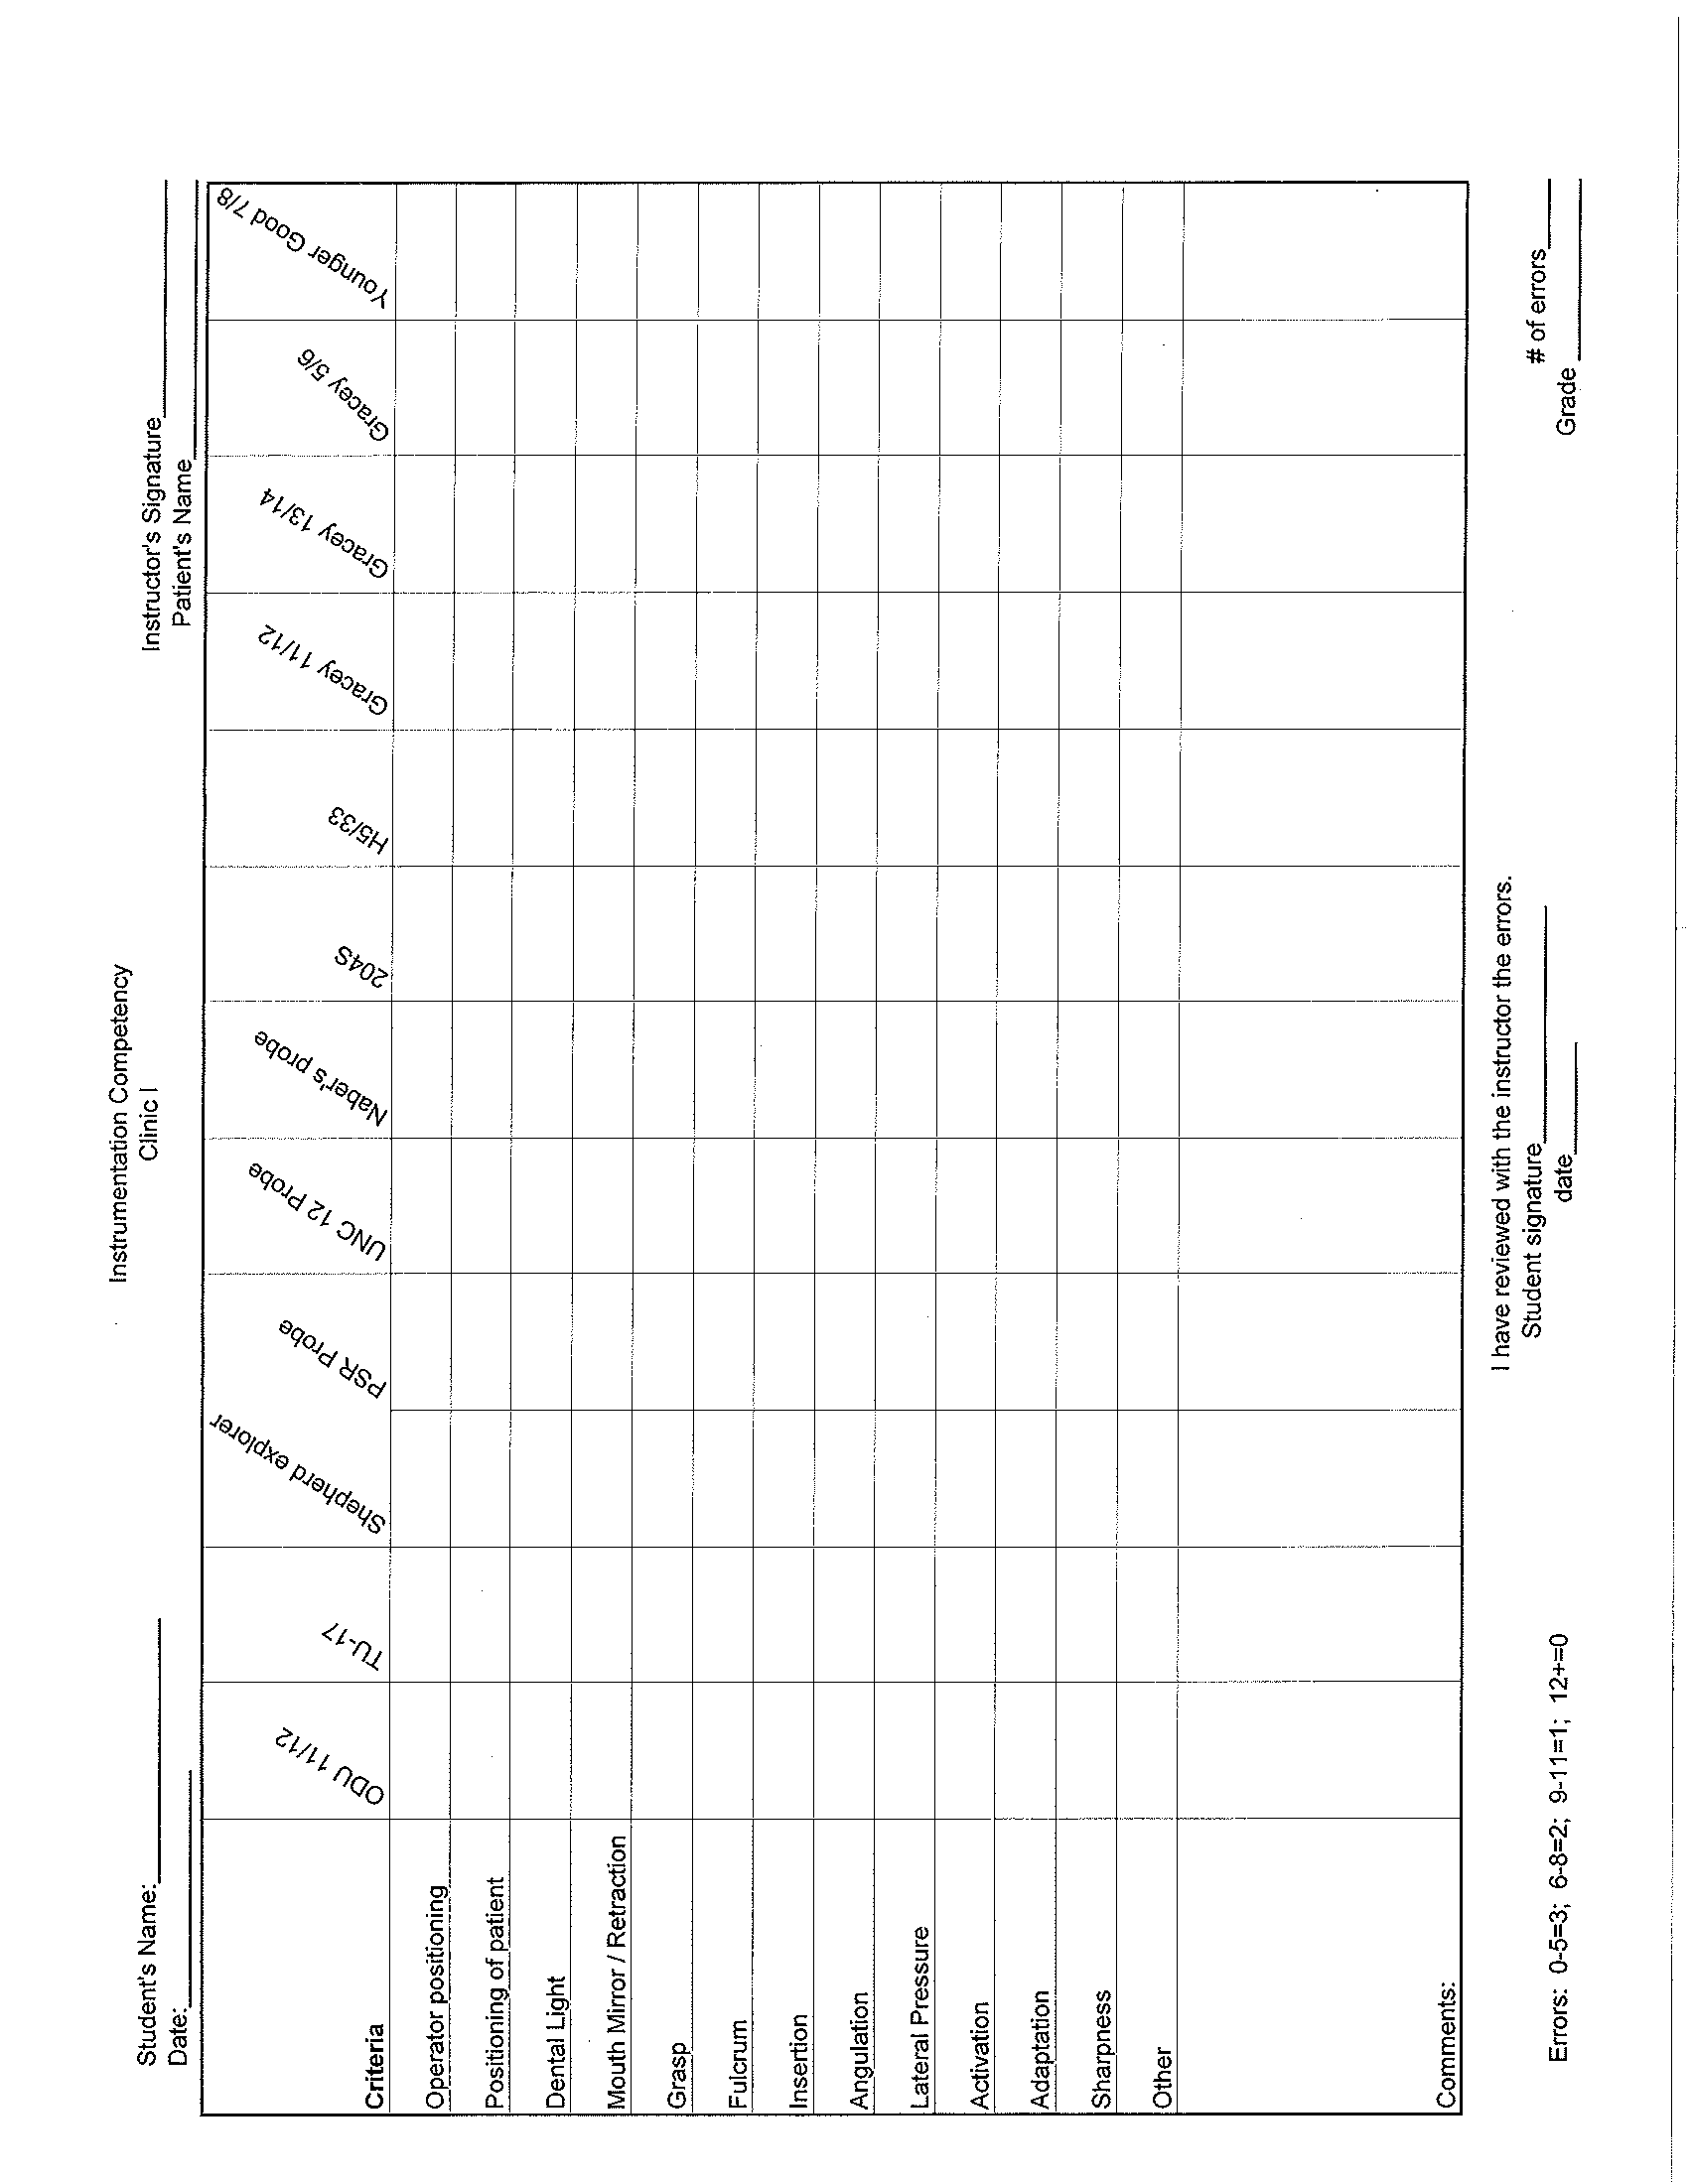 Instrumentation Competency
Clinic I
Student's Name:
Date:
Instructor's Signature
Patient's Name
Criteria
ODU 11/12
TU-17
Shepherd explorer
PSR Probe
UNC 12 Probe
Naber's probe
204S
H5/33
Gracey 11/12
Gracey 13/14
Gracey 5/6
Younger Good 7/8
Operator positioning
Positioning of patient
Dental Light
Mouth Mirror / Retraction
Grasp
Fulcrum
Insertion
Angulation
Lateral Pressure
Activation
Adaptation
Sharpness
Other
Comments:
I have reviewed with the instructor the errors.
Student signature
date
Errors: 0-5=3; 6-8=2; 9-11=1; 12+=0
# of errors
Grade